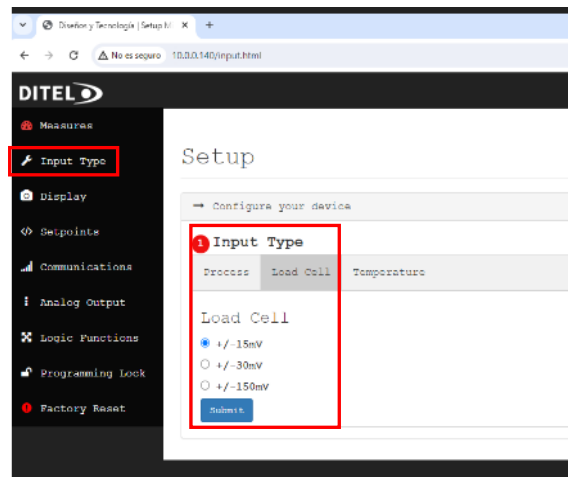 Diseños y Tecnología | Setup M
No es seguro 10.0.0.140/input.html
DITEL
Measures
Input Type
Display
Setpoints
Communications
Analog Output
Logic Functions
Programming Lock
Factory Reset
Setup
→ Configure your device
1 Input Type
Process Load Cell Temperature
Load Cell
+/-15mV
+/-30mV
+/-150mV
Submit